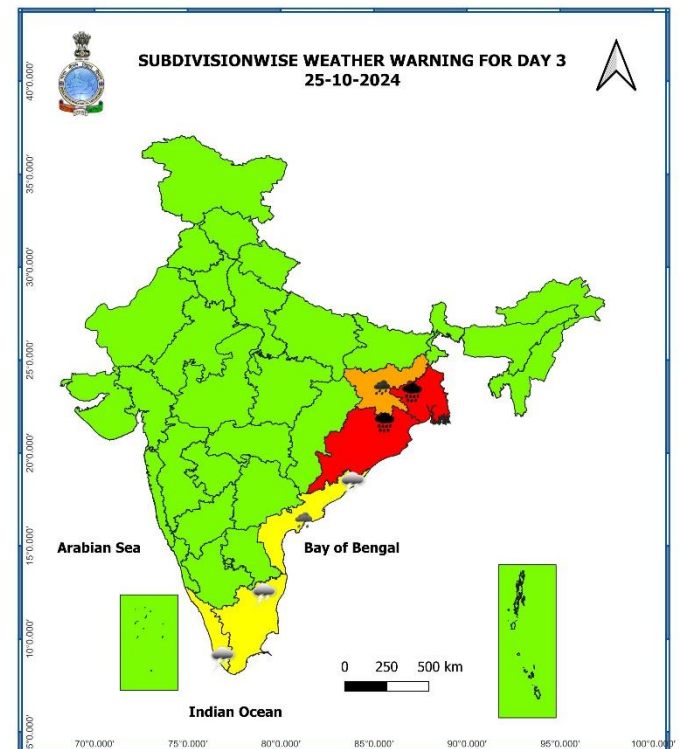 SUBDIVISIONWISE WEATHER WARNING FOR DAY 3
25-10-2024
40°0.000'
35°0.000'
30°0.000'
25°0.000'
20°0.000'
15°0.000'
10°0.000'
5°0.000'
Arabian Sea
Bay of Bengal
0 250 500 km
Indian Ocean
70°0.000' 75°0.000' 80°0.000' 85°0.000' 90°0.000' 95°0.000' 100°0.000'